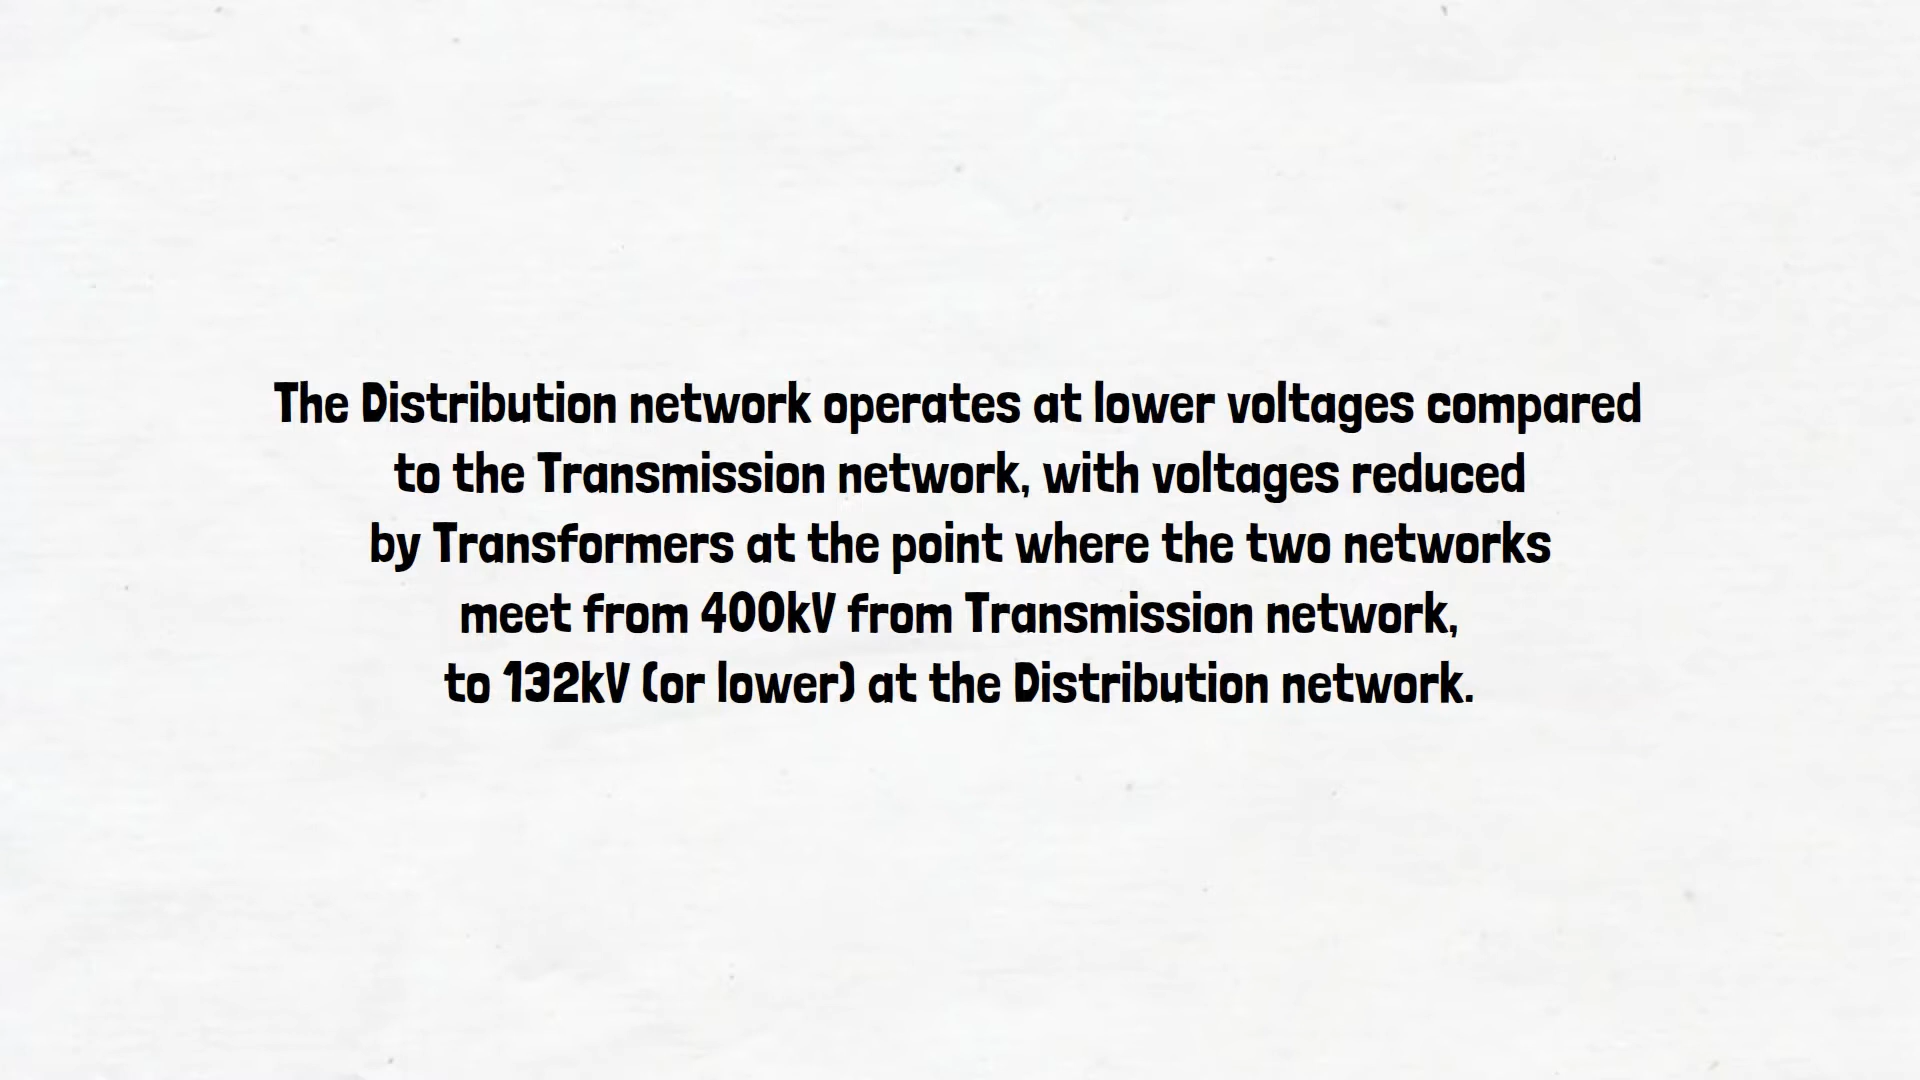 The Distribution network operates at lower voltages compared
to the Transmission network, with voltages reduced
by Transformers at the point where the two networks
meet from 400kV from Transmission network,
to 132kV (or lower) at the Distribution network.